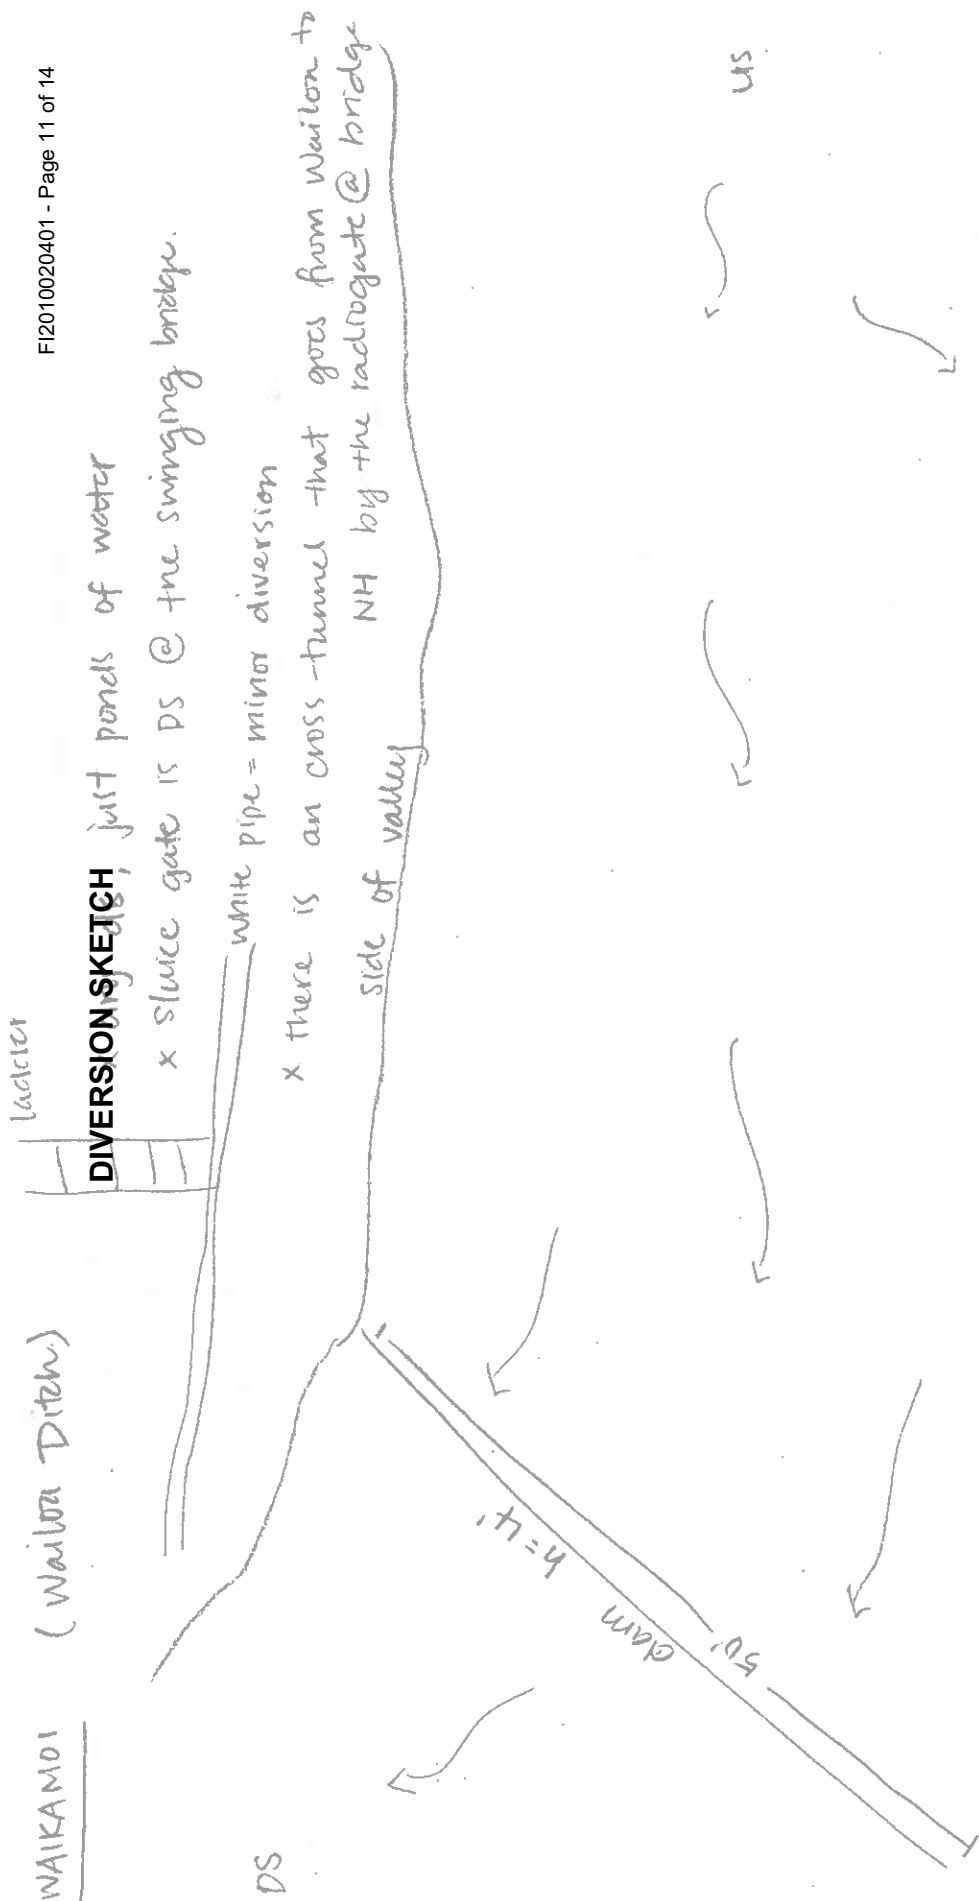 FI20100020401 - Page 11 of 14
DIVERSION SKETCH
WAIKAMOI (Wailoa Ditch)
ladder
just ponds of water
x sluice gate is DS @ the swinging bridge.
white pipe = minor diversion
x there is an cross-tunnel that goes from Wailoa to
NH by the radiogate @ bridge
side of valley
DS
US
h=4'
dam
50'